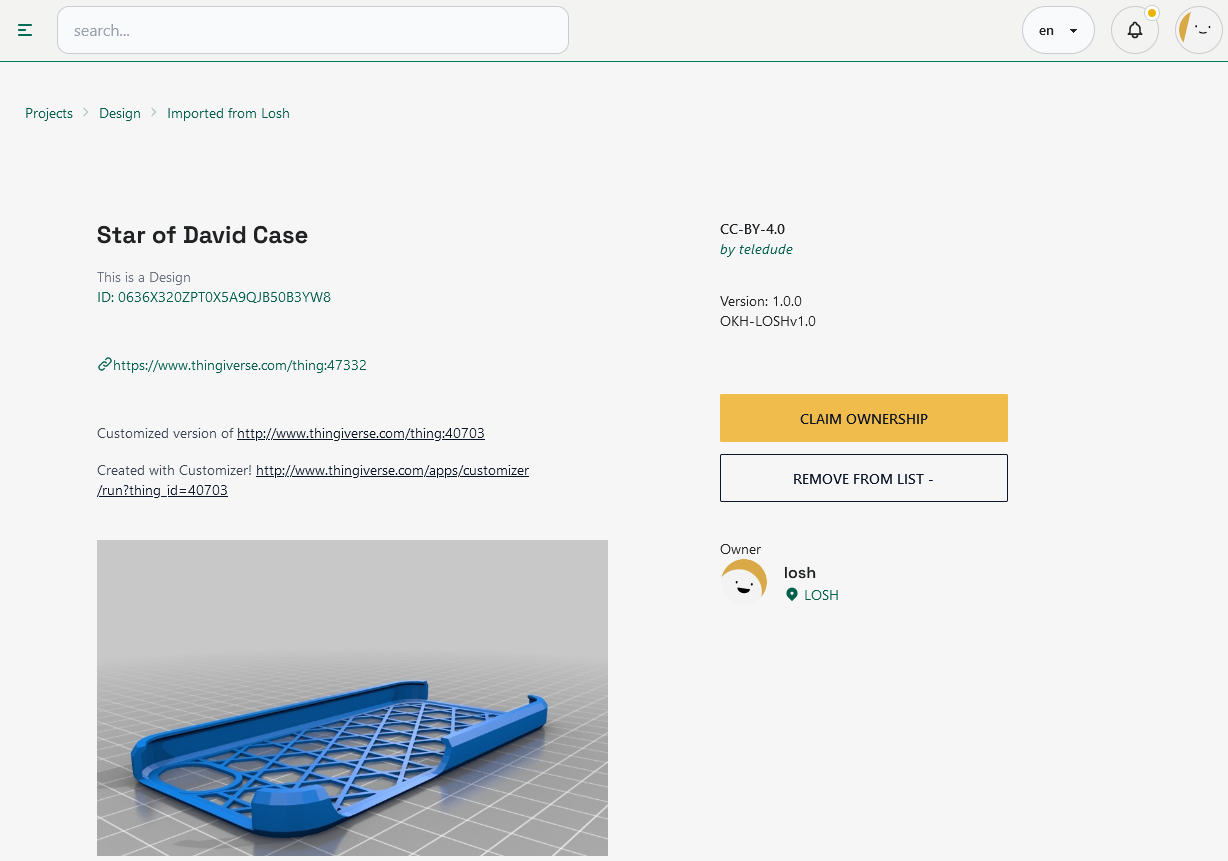 search...
en
Projects
Design
Imported from Losh
Star of David Case
This is a Design
ID: 0636X320ZPT0X5A9QJB50B3YW8
https://www.thingiverse.com/thing:47332
Customized version of http://www.thingiverse.com/thing:40703
Created with Customizer! http://www.thingiverse.com/apps/customizer
/run?thing_id=40703
CC-BY-4.0
by teledude
Version: 1.0.0
OKH-LOSHv1.0
CLAIM OWNERSHIP
REMOVE FROM LIST -
Owner
losh
LOSH